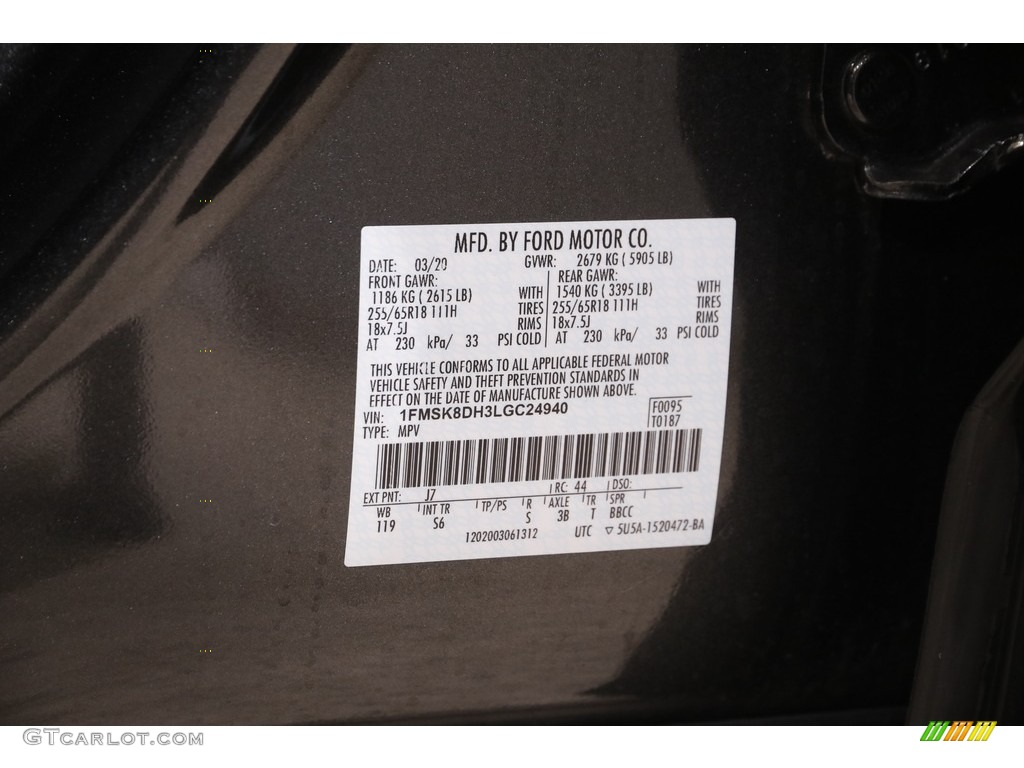 MFD. BY FORD MOTOR CO.
DATE: 03/20 GVWR: 2679 KG ( 5905 LB)
FRONT GAWR: REAR GAWR:
1186 KG ( 2615 LB) WITH 1540 KG ( 3395 LB) WITH
255/65R18 111H TIRES 255/65R18 111H TIRES
18x7.5J RIMS 18x7.5J RIMS
AT 230 kPa/ 33 PSI COLD AT 230 kPa/ 33 PSI COLD
THIS VEHICLE CONFORMS TO ALL APPLICABLE FEDERAL MOTOR
VEHICLE SAFETY AND THEFT PREVENTION STANDARDS IN
EFFECT ON THE DATE OF MANUFACTURE SHOWN ABOVE.
VIN: 1FMSK8DH3LGC24940 F0095
TYPE: MPV T0187
EXT PNT: J7 RC: 44 DSO:
WB INT TR TP/PS R AXLE TR SPR
119 S6 S 3B T BBCC
1202003061312 UTC ▽ 5U5A-1520472-BA
GTCarlot.com